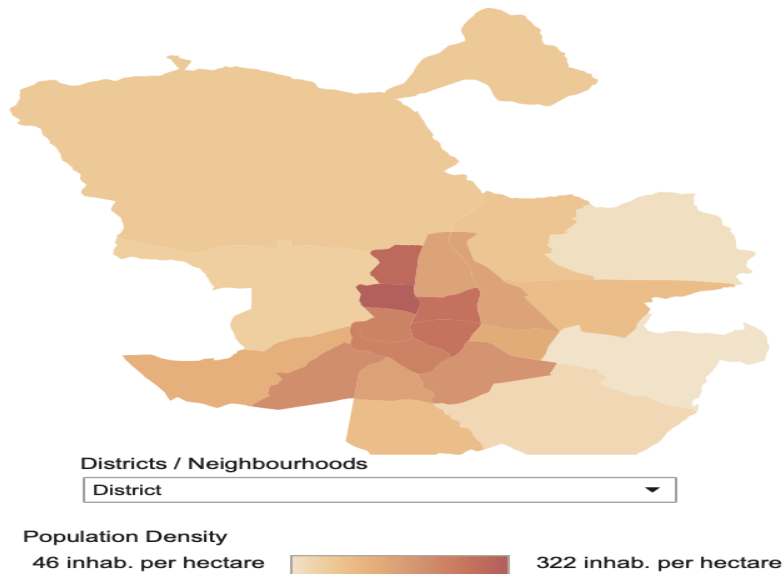 Districts / Neighbourhoods
District
Population Density
46 inhab. per hectare 322 inhab. per hectare